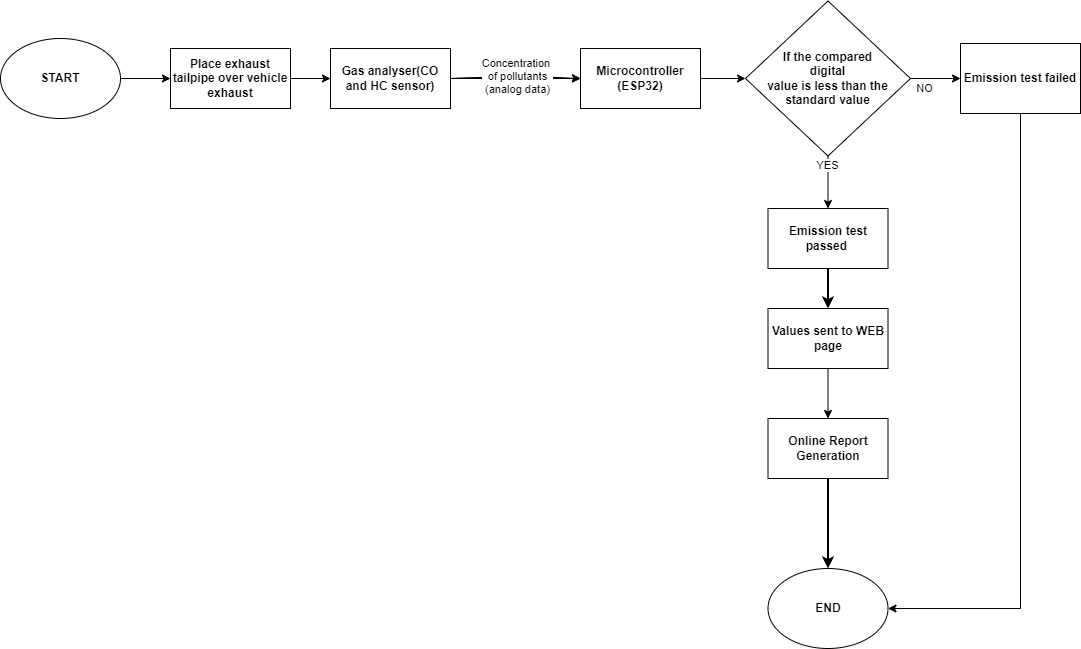 START
Place exhaust
tailpipe over vehicle
exhaust
Gas analyser(CO
and HC sensor)
Concentration
of pollutants
(analog data)
Microcontroller
(ESP32)
If the compared
digital
value is less than the
standard value
NO
Emission test failed
YES
Emission test
passed
Values sent to WEB
page
Online Report
Generation
END